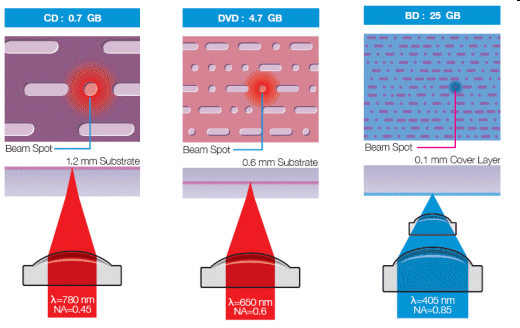 CD : 0.7 GB
DVD : 4.7 GB
BD : 25 GB
Beam Spot
Beam Spot
Beam Spot
1.2 mm Substrate
0.6 mm Substrate
0.1 mm Cover Layer
λ=780 nm
NA=0.45
λ=650 nm
NA=0.6
λ=405 nm
NA=0.85